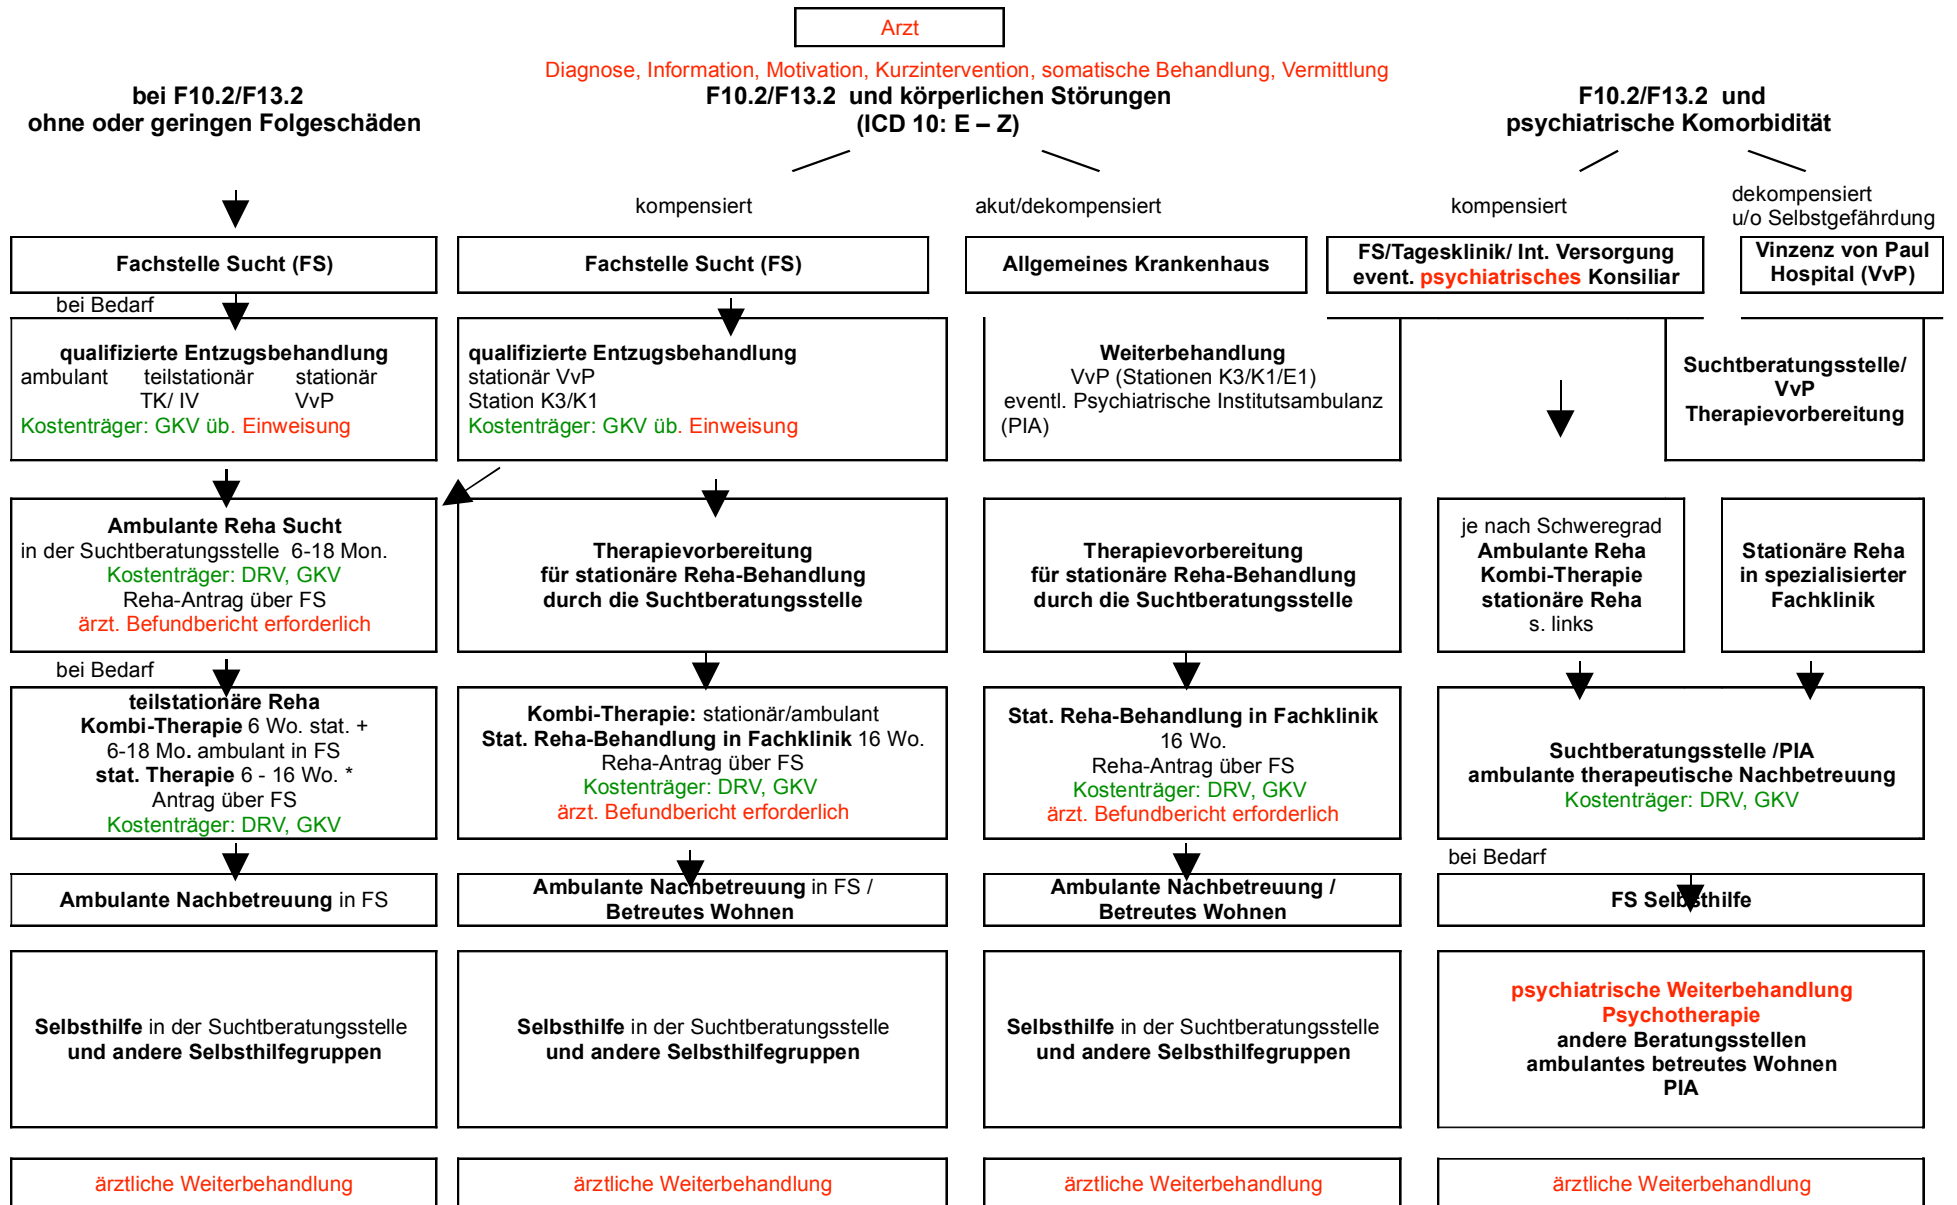 Arzt
Diagnose, Information, Motivation, Kurzintervention, somatische Behandlung, Vermittlung
bei F10.2/F13.2
ohne oder geringen Folgeschäden
F10.2/F13.2 und körperlichen Störungen
(ICD 10: E – Z)
F10.2/F13.2 und
psychiatrische Komorbidität
kompensiert
akut/dekompensiert
kompensiert
dekompensiert
u/o Selbstgefährdung
Fachstelle Sucht (FS)
Fachstelle Sucht (FS)
Allgemeines Krankenhaus
FS/Tagesklinik/ Int. Versorgung
event. psychiatrisches Konsiliar
Vinzenz von Paul
Hospital (VvP)
bei Bedarf
qualifizierte Entzugsbehandlung
ambulant teilstationär stationär
TK/ IV VvP
Kostenträger: GKV üb. Einweisung
qualifizierte Entzugsbehandlung
stationär VvP
Station K3/K1
Kostenträger: GKV üb. Einweisung
Weiterbehandlung
VvP (Stationen K3/K1/E1)
eventl. Psychiatrische Institutsambulanz
(PIA)
Suchtberatungsstelle/
VvP
Therapievorbereitung
Ambulante Reha Sucht
in der Suchtberatungsstelle 6-18 Mon.
Kostenträger: DRV, GKV
Reha-Antrag über FS
ärzt. Befundbericht erforderlich
Therapievorbereitung
für stationäre Reha-Behandlung
durch die Suchtberatungsstelle
Therapievorbereitung
für stationäre Reha-Behandlung
durch die Suchtberatungsstelle
je nach Schweregrad
Ambulante Reha
Kombi-Therapie
stationäre Reha
s. links
Stationäre Reha
in spezialisierter
Fachklinik
bei Bedarf
teilstationäre Reha
Kombi-Therapie 6 Wo. stat. +
6-18 Mo. ambulant in FS
stat. Therapie 6 - 16 Wo. *
Antrag über FS
Kostenträger: DRV, GKV
Kombi-Therapie: stationär/ambulant
Stat. Reha-Behandlung in Fachklinik 16 Wo.
Reha-Antrag über FS
Kostenträger: DRV, GKV
ärzt. Befundbericht erforderlich
Stat. Reha-Behandlung in Fachklinik
16 Wo.
Reha-Antrag über FS
Kostenträger: DRV, GKV
ärzt. Befundbericht erforderlich
Suchtberatungsstelle /PIA
ambulante therapeutische Nachbetreuung
Kostenträger: DRV, GKV
bei Bedarf
Ambulante Nachbetreuung in FS
Ambulante Nachbetreuung in FS /
Betreutes Wohnen
Ambulante Nachbetreuung /
Betreutes Wohnen
FS Selbsthilfe
Selbsthilfe in der Suchtberatungsstelle
und andere Selbsthilfegruppen
Selbsthilfe in der Suchtberatungsstelle
und andere Selbsthilfegruppen
Selbsthilfe in der Suchtberatungsstelle
und andere Selbsthilfegruppen
psychiatrische Weiterbehandlung
Psychotherapie
andere Beratungsstellen
ambulantes betreutes Wohnen
PIA
ärztliche Weiterbehandlung
ärztliche Weiterbehandlung
ärztliche Weiterbehandlung
ärztliche Weiterbehandlung